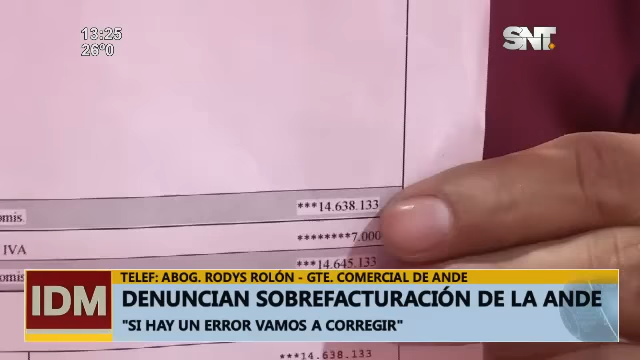 13:25
26°0
SNT.
omis.
***14.638.133
IVA
********7.000
omis
***14.645.133
TELEF: ABOG. RODYS ROLÓN - GTE. COMERCIAL DE ANDE
IDM
DENUNCIAN SOBREFACTURACIÓN DE LA ANDE
"SI HAY UN ERROR VAMOS A CORREGIR"
***14.638.133